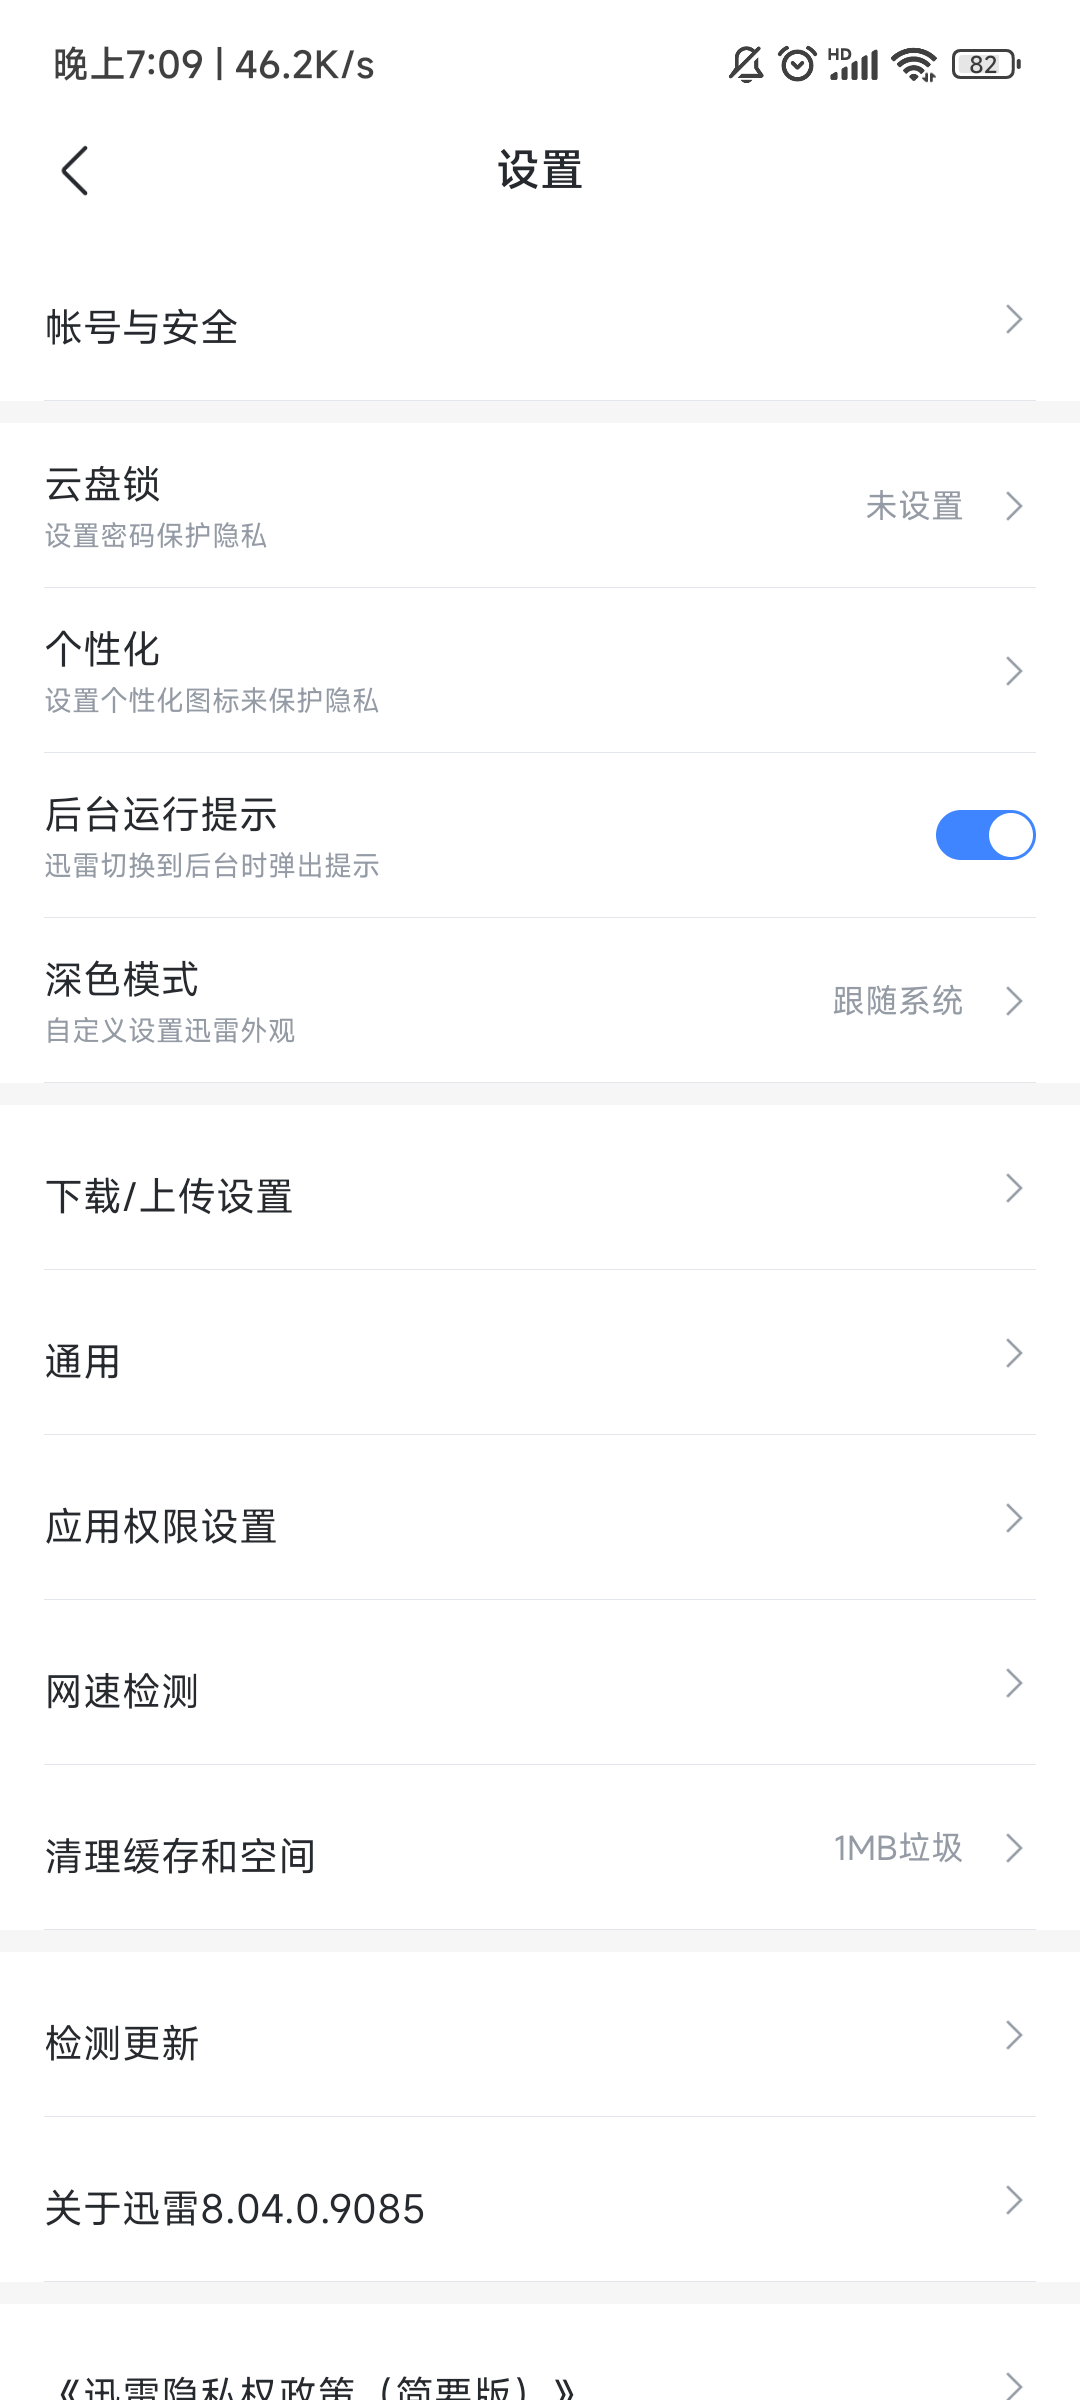 晚上7:09 | 46.2K/s
HD
82
设置
帐号与安全
云盘锁
未设置
设置密码保护隐私
个性化
设置个性化图标来保护隐私
后台运行提示
迅雷切换到后台时弹出提示
深色模式
跟随系统
自定义设置迅雷外观
下载/上传设置
通用
应用权限设置
网速检测
清理缓存和空间
1MB垃圾
检测更新
关于迅雷8.04.0.9085
《迅雷隐私权政策（简要版）》